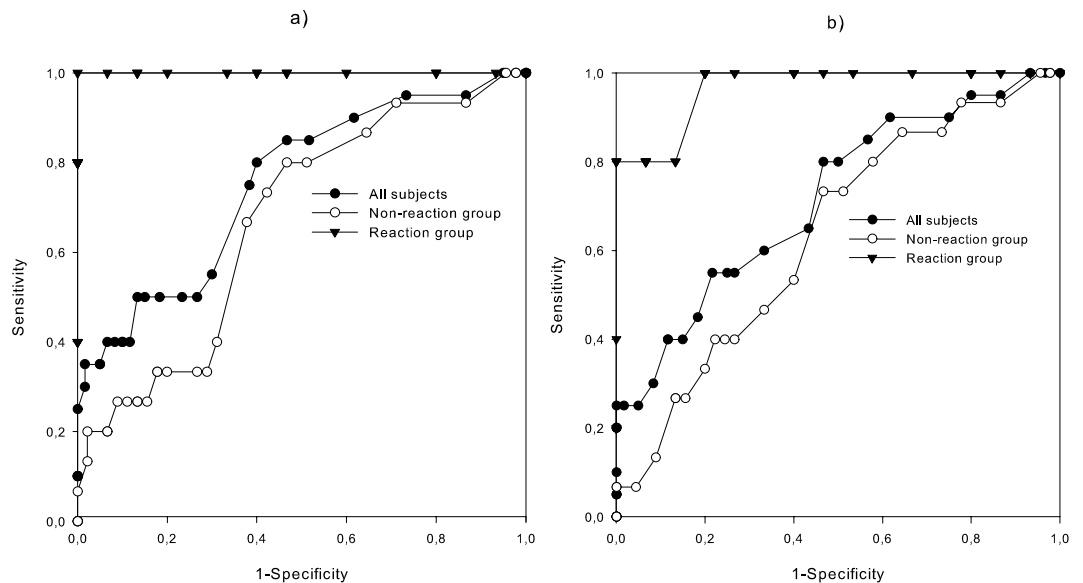 a)
1,0
0,8
0,6
0,4
0,2
0,0
Sensitivity
0,0 0,2 0,4 0,6 0,8 1,0
1-Specificity
All subjects
Non-reaction group
Reaction group
b)
1,0
0,8
0,6
0,4
0,2
0,0
Sensitivity
0,0 0,2 0,4 0,6 0,8 1,0
1-Specificity
All subjects
Non-reaction group
Reaction group